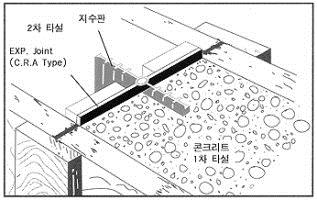 지수판
2차 타설
EXP. Joint
(C.R.A Type)
콘크리트
1차 타설